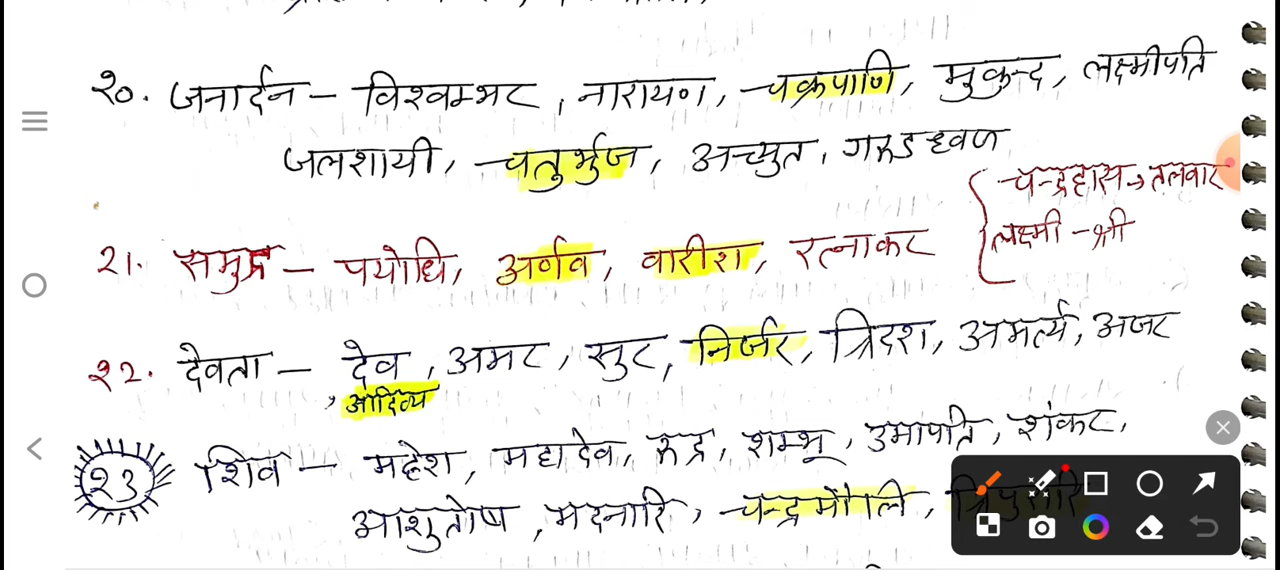 २०. जनार्दन – विश्वम्भर, नारायण, चक्रपाणि, मुकुन्द, लक्ष्मीपति
जलशायी, चतुर्भुज, अच्युत, गरुडध्वज
{ चन्द्रहास → तलवार
लक्ष्मी – श्री
21. समुद्र – पयोधि, अर्णव, वारीश, रत्नाकर
२२. देवता – देव, अमर, सुर, निर्जर, त्रिदश, अमर्त्य, अजर
, आदित्य
२३ शिव – महेश, महादेव, रूद्र, शम्भू, उमापति, शंकर,
आशुतोष, मदनारि, चन्द्रमौलि, त्रिपुरारि